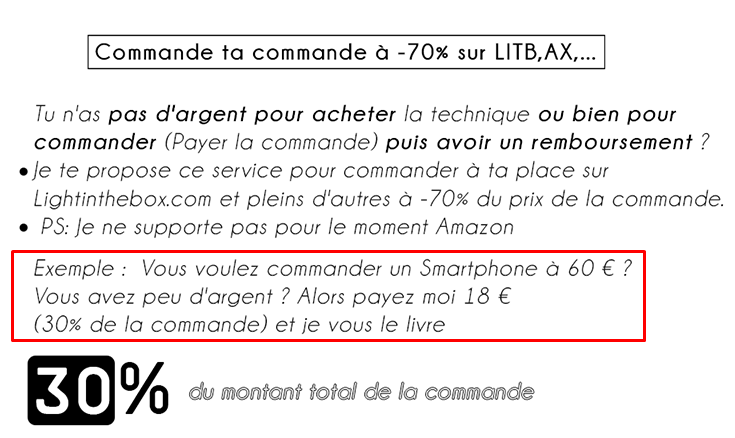 Commande ta commande à -70% sur LITB,AX,...
Tu n'as pas d'argent pour acheter la technique ou bien pour
commander (Payer la commande) puis avoir un remboursement ?
• Je te propose ce service pour commander à ta place sur
Lightinthebox.com et pleins d'autres à -70% du prix de la commande.
• PS: Je ne supporte pas pour le moment Amazon
Exemple : Vous voulez commander un Smartphone à 60 € ?
Vous avez peu d'argent ? Alors payez moi 18 €
(30% de la commande) et je vous le livre
30% du montant total de la commande